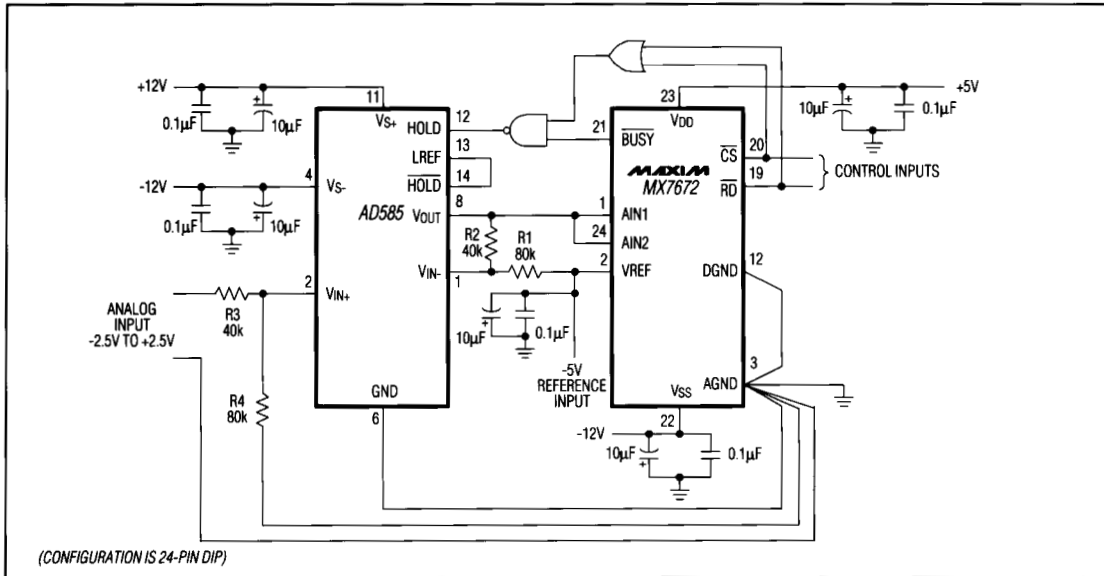 +12V
0.1µF
10µF
11
VS+
HOLD
12
13
LREF
14
HOLD
-12V
4
VS-
0.1µF
10µF
AD585
8
VOUT
R2
40k
R1
80k
VIN-
1
2
VIN+
R3
40k
ANALOG
INPUT
-2.5V TO +2.5V
R4
80k
GND
6
10µF
0.1µF
-5V
REFERENCE
INPUT
23
VDD
+5V
10µF
0.1µF
21
BUSY
20
CS
19
RD
CONTROL INPUTS
MAXIM
MX7672
1
AIN1
24
AIN2
2
VREF
12
DGND
3
AGND
VSS
22
-12V
10µF
0.1µF
(CONFIGURATION IS 24-PIN DIP)